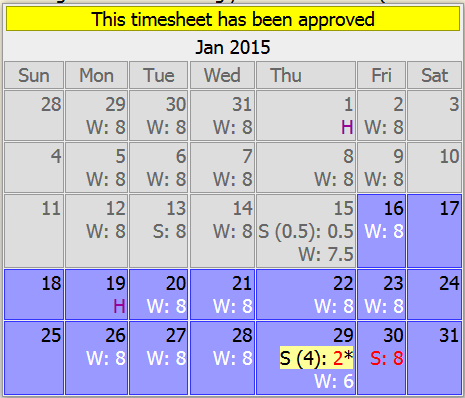 This timesheet has been approved
Jan 2015
Sun Mon Tue Wed Thu Fri Sat
28 29 30 31 1 2 3
W: 8 W: 8 W: 8 H W: 8
4 5 6 7 8 9 10
W: 8 W: 8 W: 8 W: 8 W: 8
11 12 13 14 15 16 17
W: 8 S: 8 W: 8 S (0.5): 0.5 W: 8
W: 7.5
18 19 20 21 22 23 24
H W: 8 W: 8 W: 8 W: 8
25 26 27 28 29 30 31
W: 8 W: 8 W: 8 S (4): 2* S: 8
W: 6